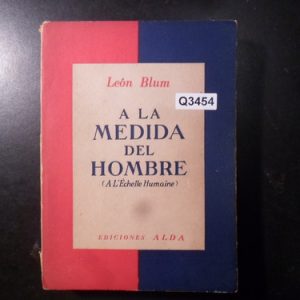 León Blum
Q3454
A LA
MEDIDA
DEL
HOMBRE
(A L'Échelle Humaine)
EDICIONES ALDA